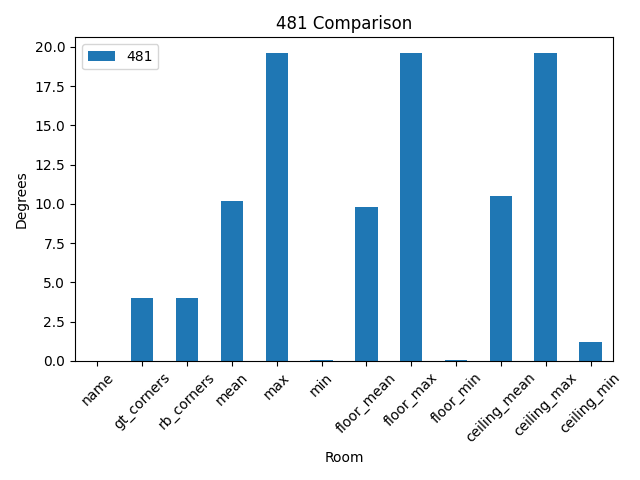 481 Comparison
481
20.0
17.5
15.0
12.5
10.0
7.5
5.0
2.5
0.0
Degrees
name
gt_corners
rb_corners
mean
max
min
floor_mean
floor_max
floor_min
ceiling_mean
ceiling_max
ceiling_min
Room